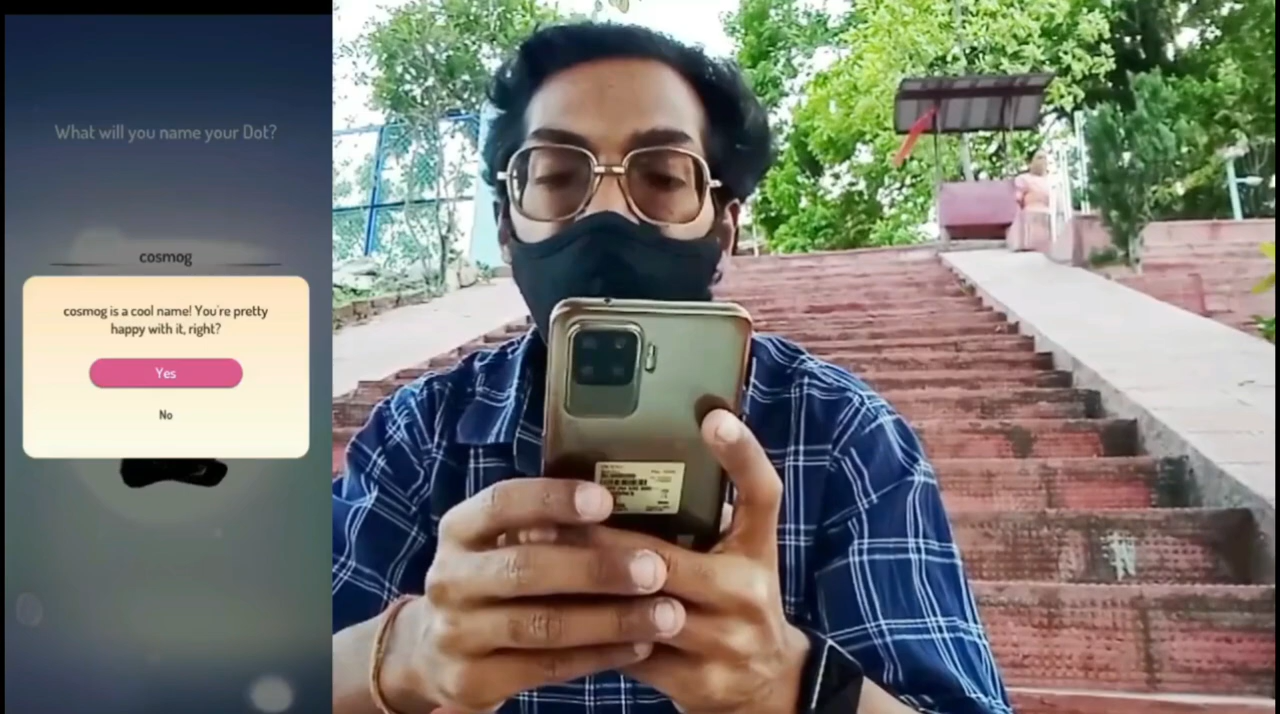 What will you name your Dot?
cosmog
cosmog is a cool name! You're pretty
happy with it, right?
Yes
No